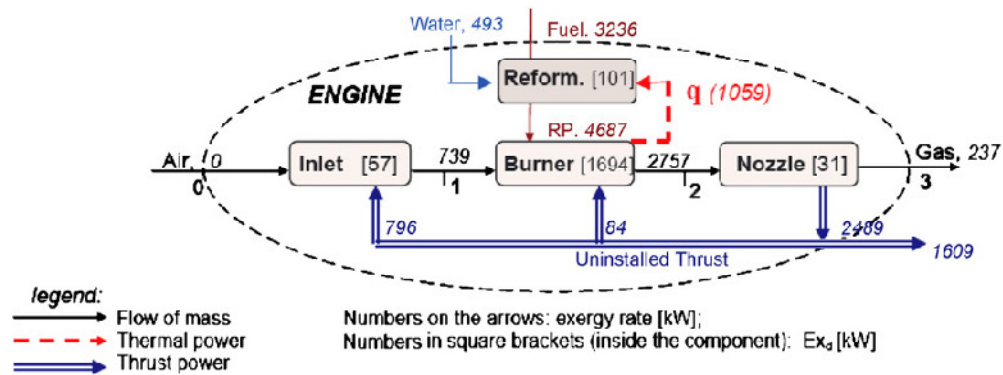 Water, 493
Fuel. 3236
Reform. [101]
ENGINE
q (1059)
RP. 4687
Air, 0
Inlet [57]
739
Burner [1694]
2757
Nozzle [31]
Gas, 237
0
1
2
3
796
84
2489
1609
Uninstalled Thrust
legend:
Flow of mass
Thermal power
Thrust power
Numbers on the arrows: exergy rate [kW];
Numbers in square brackets (inside the component): Exd [kW]